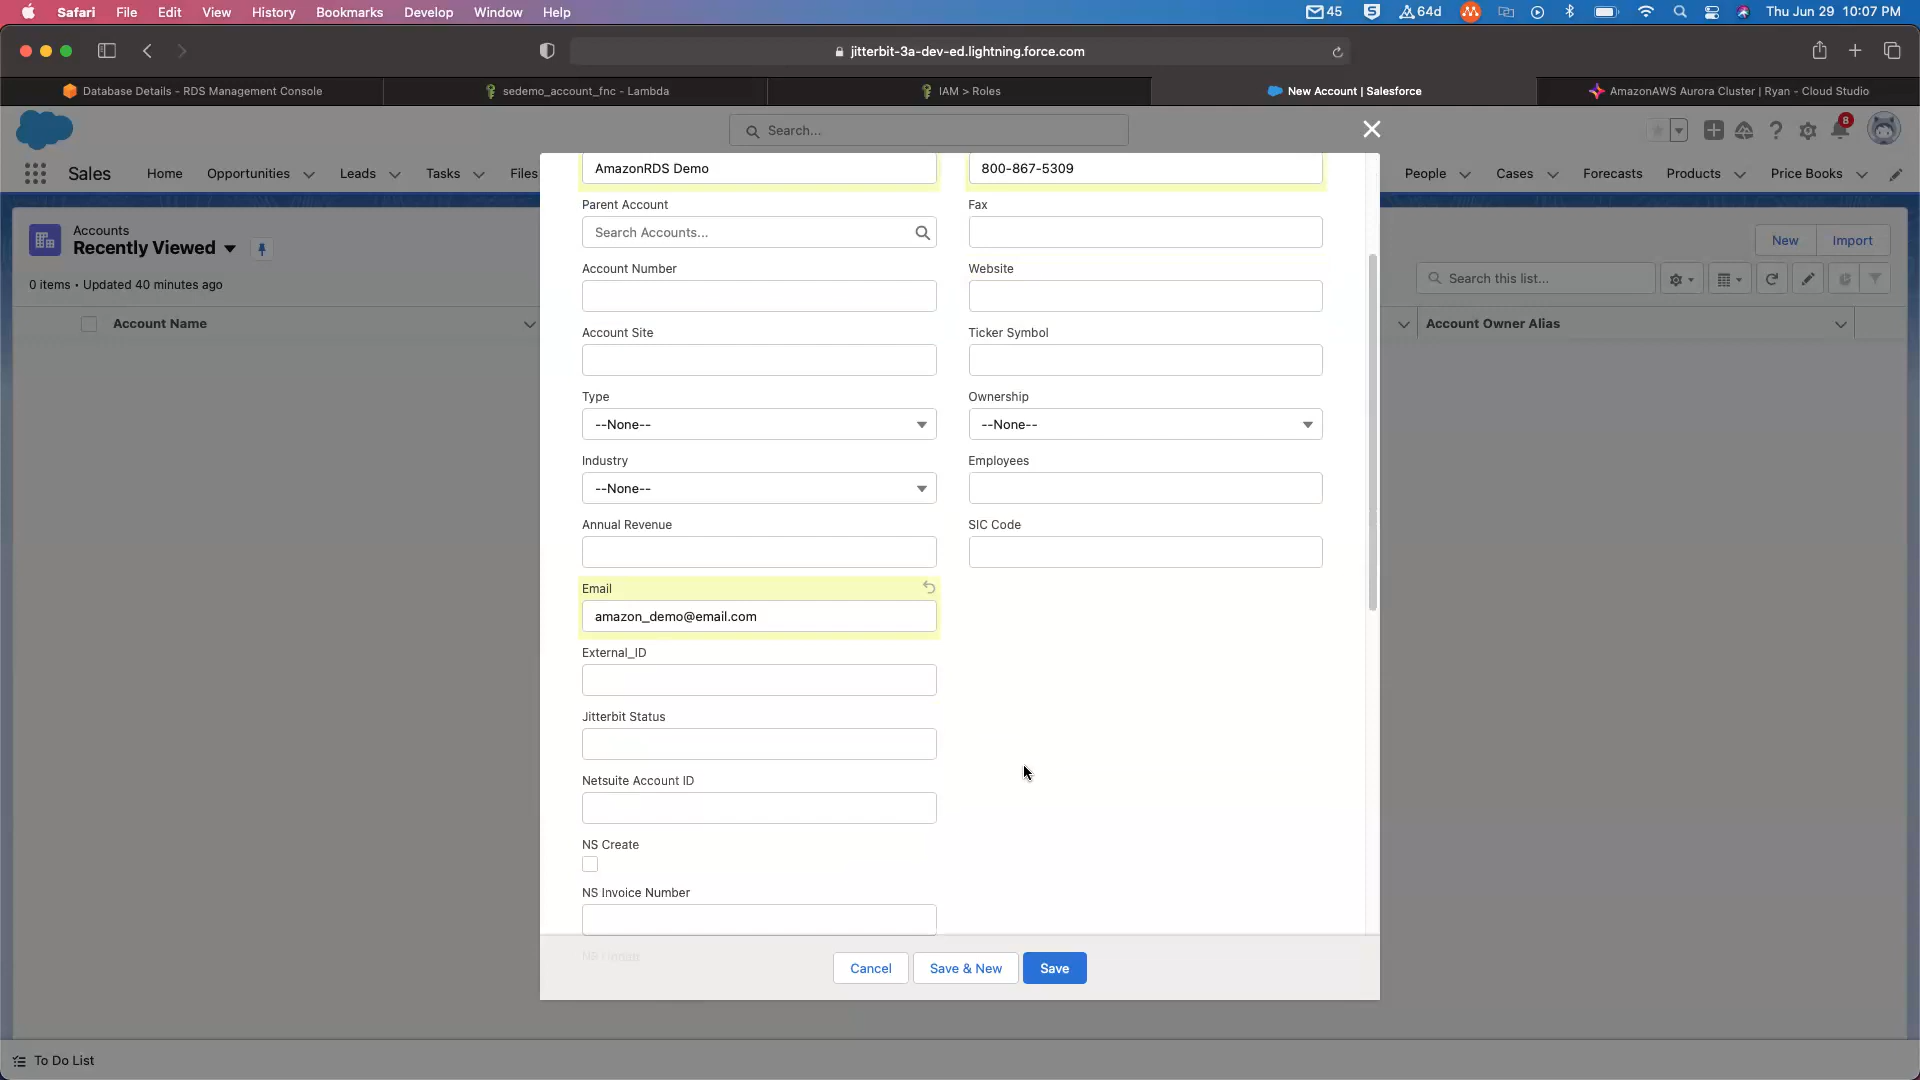 Safari File Edit View History Bookmarks Develop Window Help 45 64d Thu Jun 29 10:07 PM
jitterbit-3a-dev-ed.lightning.force.com
Database Details - RDS Management Console
sedemo_account_fnc - Lambda
IAM > Roles
New Account | Salesforce
AmazonAWS Aurora Cluster | Ryan - Cloud Studio
Search...
8
Sales Home Opportunities Leads Tasks Files People Cases Forecasts Products Price Books
Accounts
Recently Viewed
0 items • Updated 40 minutes ago
New Import
Search this list...
Account Name
Account Owner Alias
AmazonRDS Demo
800-867-5309
Parent Account
Search Accounts...
Fax
Account Number
Website
Account Site
Ticker Symbol
Type
--None--
Ownership
--None--
Industry
--None--
Employees
Annual Revenue
SIC Code
Email
amazon_demo@email.com
External_ID
Jitterbit Status
Netsuite Account ID
NS Create
NS Invoice Number
Cancel
Save & New
Save
To Do List